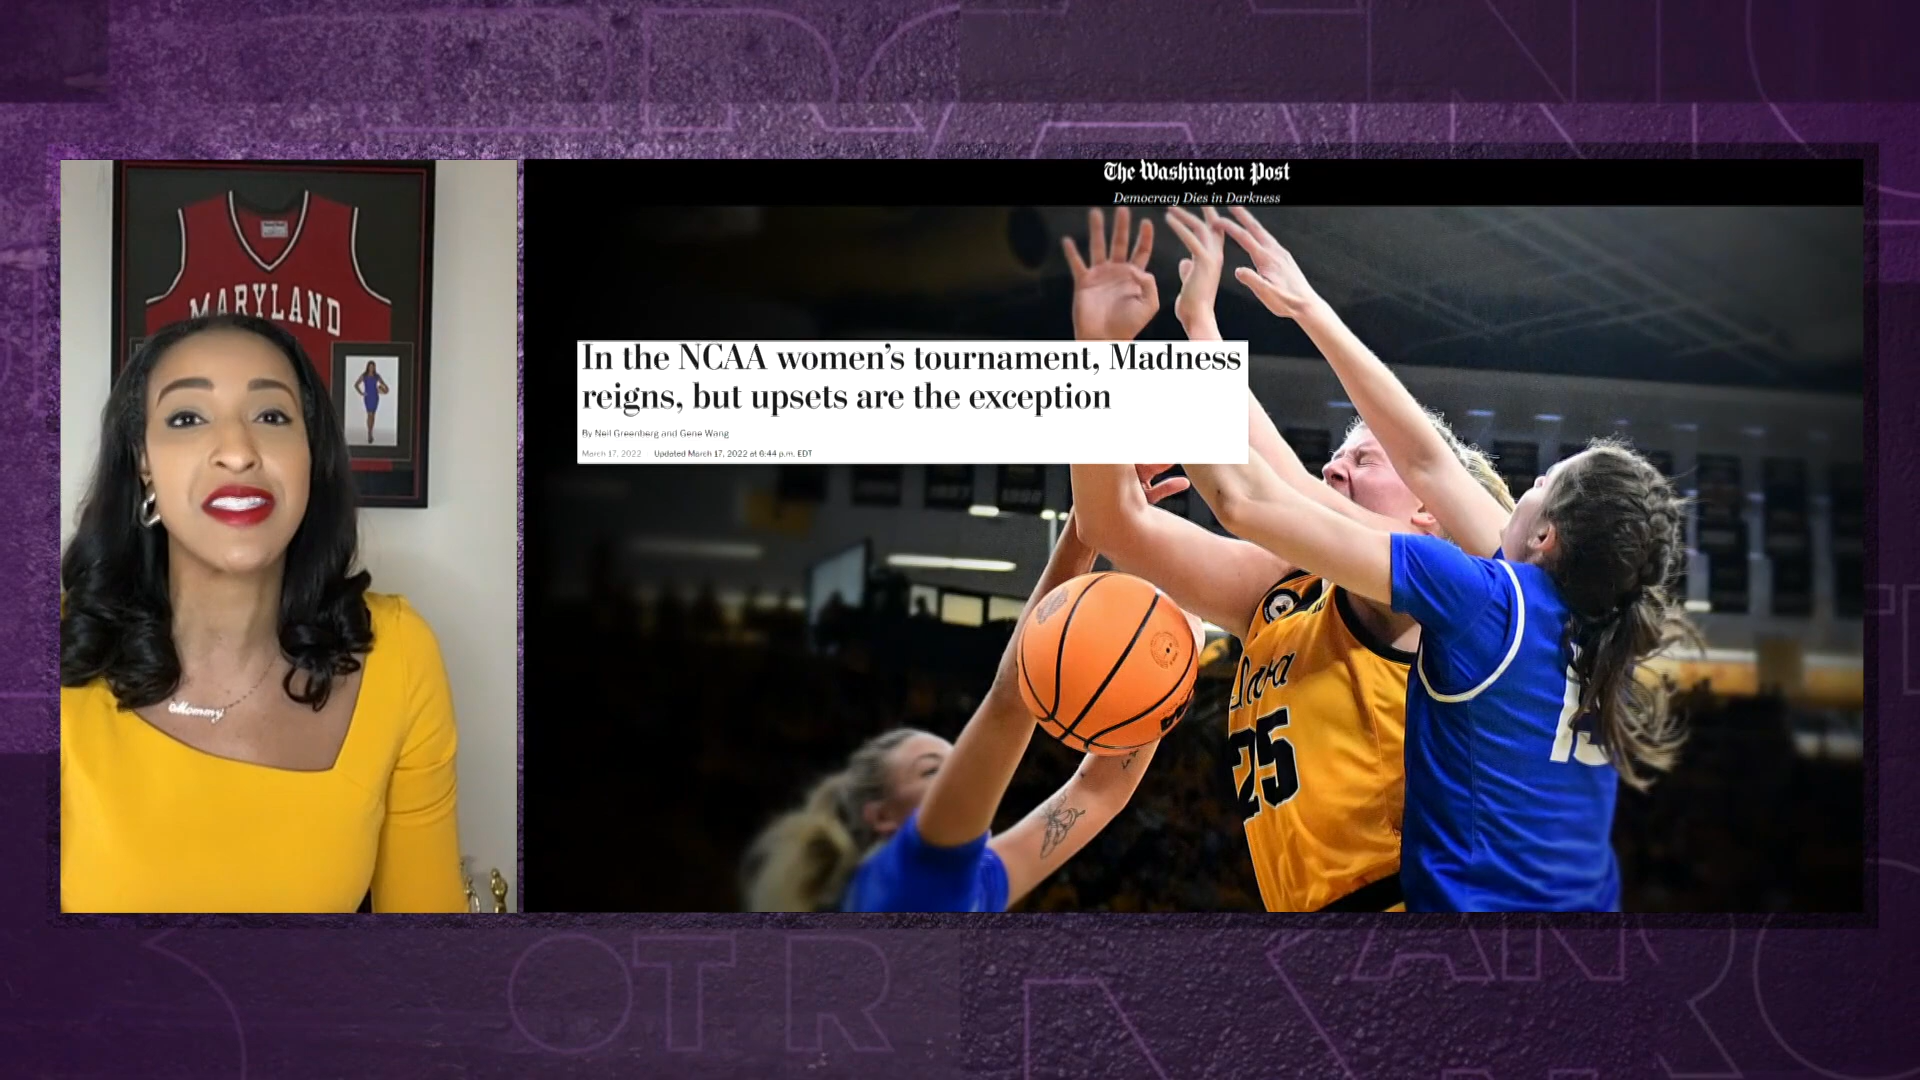 MARYLAND
Mommy
The Washington Post
Democracy Dies in Darkness
In the NCAA women's tournament, Madness
reigns, but upsets are the exception
By Neil Greenberg and Gene Wang
March 17, 2022 Updated March 17, 2022 at 6:44 p.m. EDT
Iowa
25
OTR